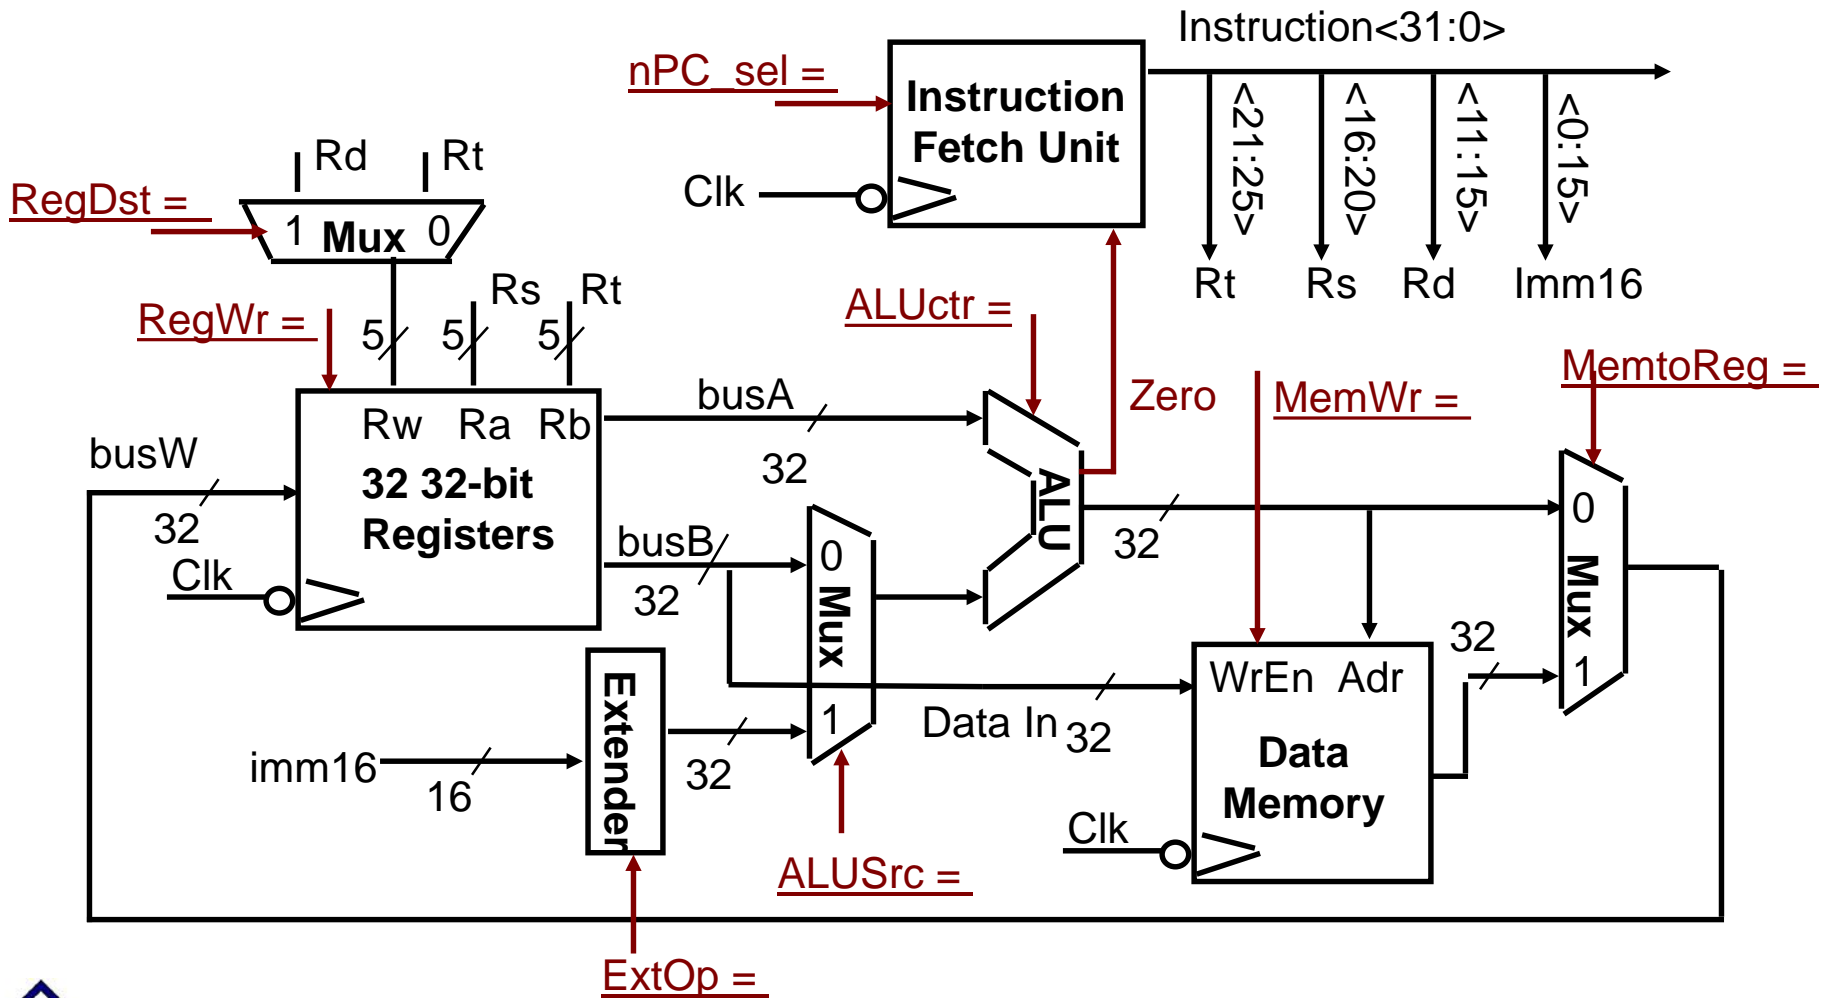 Instruction<31:0>
nPC_sel =
Instruction
Fetch Unit
Clk
<21:25>
<16:20>
<11:15>
<0:15>
Rt
Rs
Rd
Imm16
Rd
Rt
RegDst =
1
Mux
0
Rs
Rt
RegWr =
5
5
5
ALUctr =
MemtoReg =
busA
32
Zero
MemWr =
Rw
Ra
Rb
busW
32
32 32-bit
Registers
Clk
busB
32
0
Mux
1
ALU
32
0
Mux
1
32
WrEn
Adr
Data In
32
Data
Memory
Clk
imm16
16
Extender
32
ALUSrc =
ExtOp =